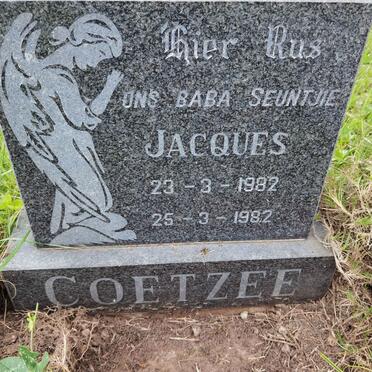 Hier Rus
ONS BABA SEUNTJIE
JACQUES
23-3-1982
25-3-1982
COETZEE